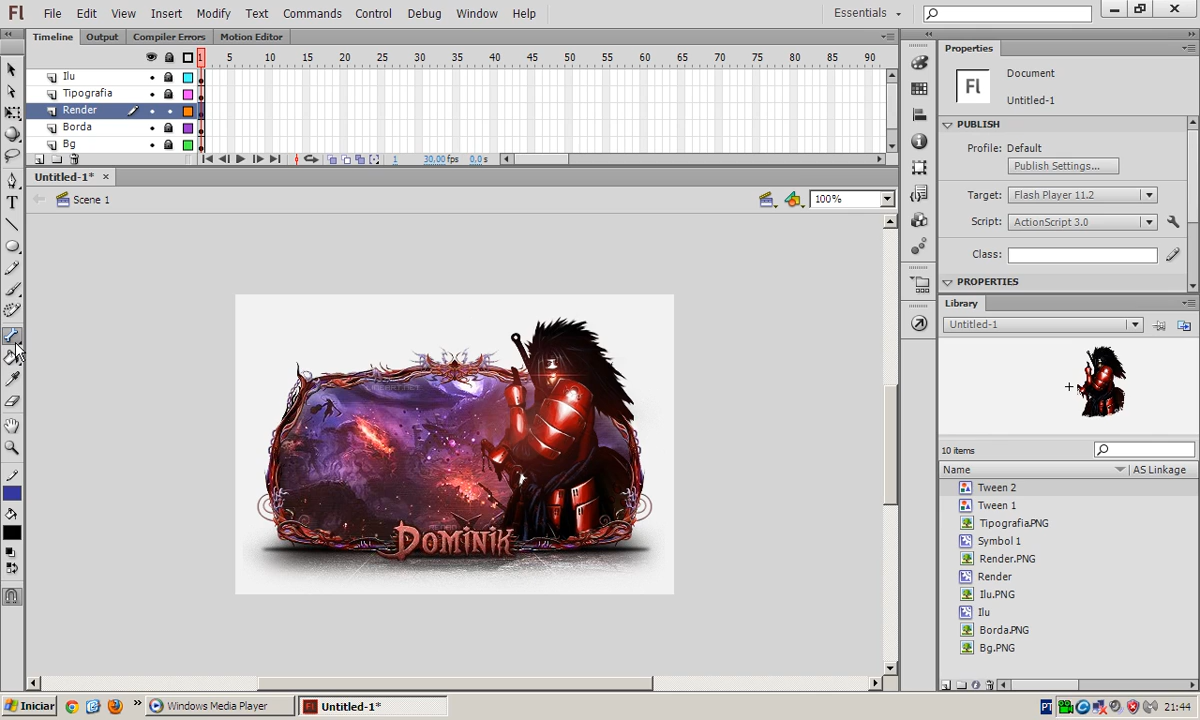 Fl File Edit View Insert Modify Text Commands Control Debug Window Help Essentials
Timeline Output Compiler Errors Motion Editor
1 5 10 15 20 25 30 35 40 45 50 55 60 65 70 75 80 85 90
Ilu
Tipografia
Render
Borda
Bg
1 30,00 fps 0,0 s
Untitled-1* ×
Scene 1
100%
DOMINIK
Properties
Fl
Document
Untitled-1
PUBLISH
Profile: Default
Publish Settings...
Target: Flash Player 11.2
Script: ActionScript 3.0
Class:
PROPERTIES
Library
Untitled-1
10 items
Name AS Linkage
Tween 2
Tween 1
Tipografia.PNG
Symbol 1
Render.PNG
Render
Ilu.PNG
Ilu
Borda.PNG
Bg.PNG
Iniciar » Windows Media Player Fl Untitled-1* PT 21:44